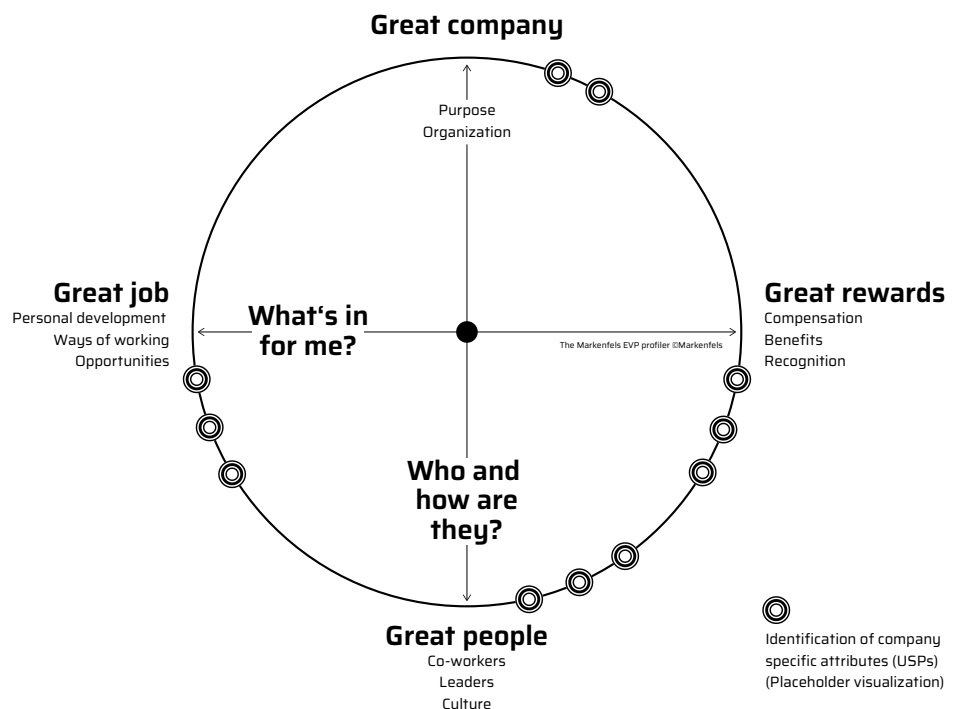 Great company
Purpose
Organization
Great job
Personal development
Ways of working
Opportunities
What‘s in
for me?
Great rewards
Compensation
Benefits
Recognition
The Markenfels EVP profiler ©Markenfels
Who and
how are
they?
Great people
Co-workers
Leaders
Culture
Identification of company
specific attributes (USPs)
(Placeholder visualization)